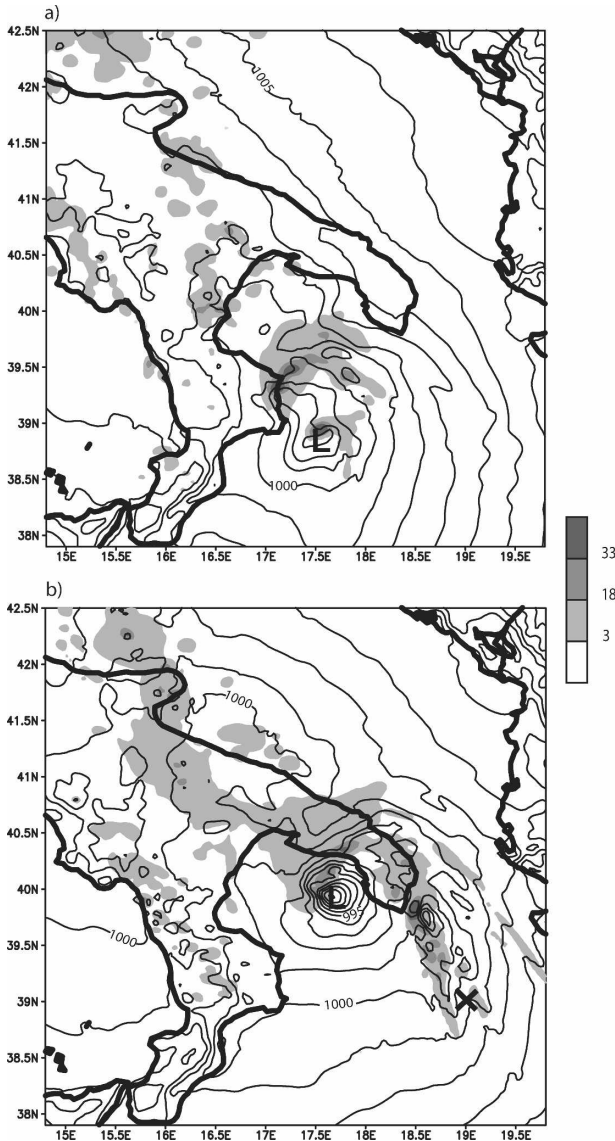 a)
42.5N
42N
1005
41.5N
41N
40.5N
40N
39.5N
39N
L
38.5N
1000
38N
15E 15.5E 16E 16.5E 17E 17.5E 18E 18.5E 19E 19.5E
33
18
3
b)
42.5N
42N
1000
41.5N
41N
40.5N
40N
L
995
39.5N
1000
39N
1000
X
38.5N
38N
15E 15.5E 16E 16.5E 17E 17.5E 18E 18.5E 19E 19.5E